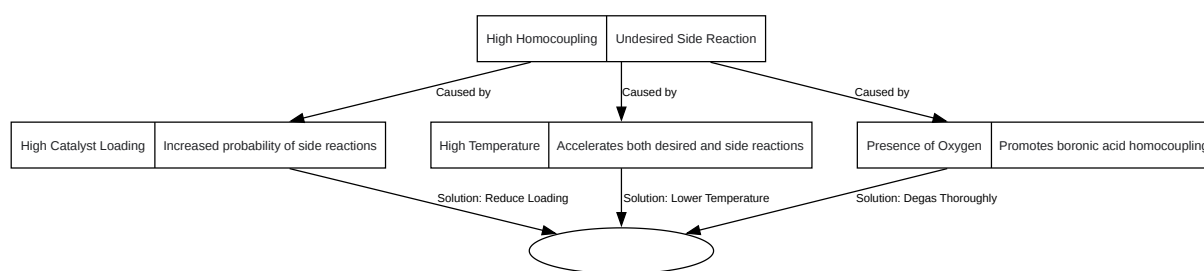 High Homocoupling
Undesired Side Reaction
Caused by
Caused by
Caused by
High Catalyst Loading
Increased probability of side reactions
High Temperature
Accelerates both desired and side reactions
Presence of Oxygen
Promotes boronic acid homocoupling
Solution: Reduce Loading
Solution: Lower Temperature
Solution: Degas Thoroughly